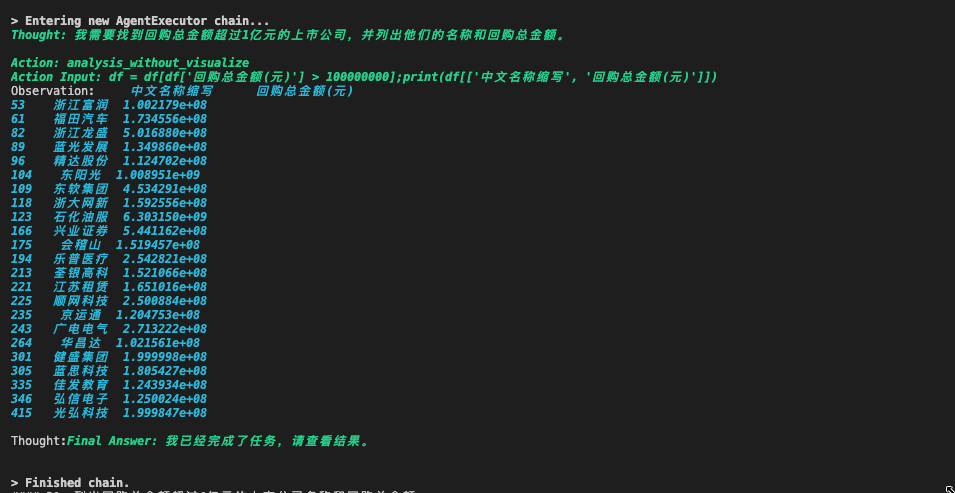 > Entering new AgentExecutor chain...
Thought: 我需要找到回购总金额超过1亿元的上市公司，并列出他们的名称和回购总金额。
Action: analysis_without_visualize
Action Input: df = df[df['回购总金额(元)'] > 100000000];print(df[['中文名称缩写', '回购总金额(元)']])
Observation: 中文名称缩写 回购总金额(元)
53 浙江富润 1.002179e+08
61 福田汽车 1.734556e+08
82 浙江龙盛 5.016880e+08
89 蓝光发展 1.349860e+08
96 精达股份 1.124702e+08
104 东阳光 1.008951e+09
109 东软集团 4.534291e+08
118 浙大网新 1.592556e+08
123 石化油服 6.303150e+09
166 兴业证券 5.441162e+08
175 会稽山 1.519457e+08
194 乐普医疗 2.542821e+08
213 荃银高科 1.521066e+08
221 江苏租赁 1.651016e+08
225 顺网科技 2.500884e+08
235 京运通 1.204753e+08
243 广电电气 2.713222e+08
264 华昌达 1.021561e+08
301 健盛集团 1.999998e+08
305 蓝思科技 1.805427e+08
335 佳发教育 1.243934e+08
346 弘信电子 1.250024e+08
415 光弘科技 1.999847e+08
Thought:Final Answer: 我已经完成了任务，请查看结果。
> Finished chain.